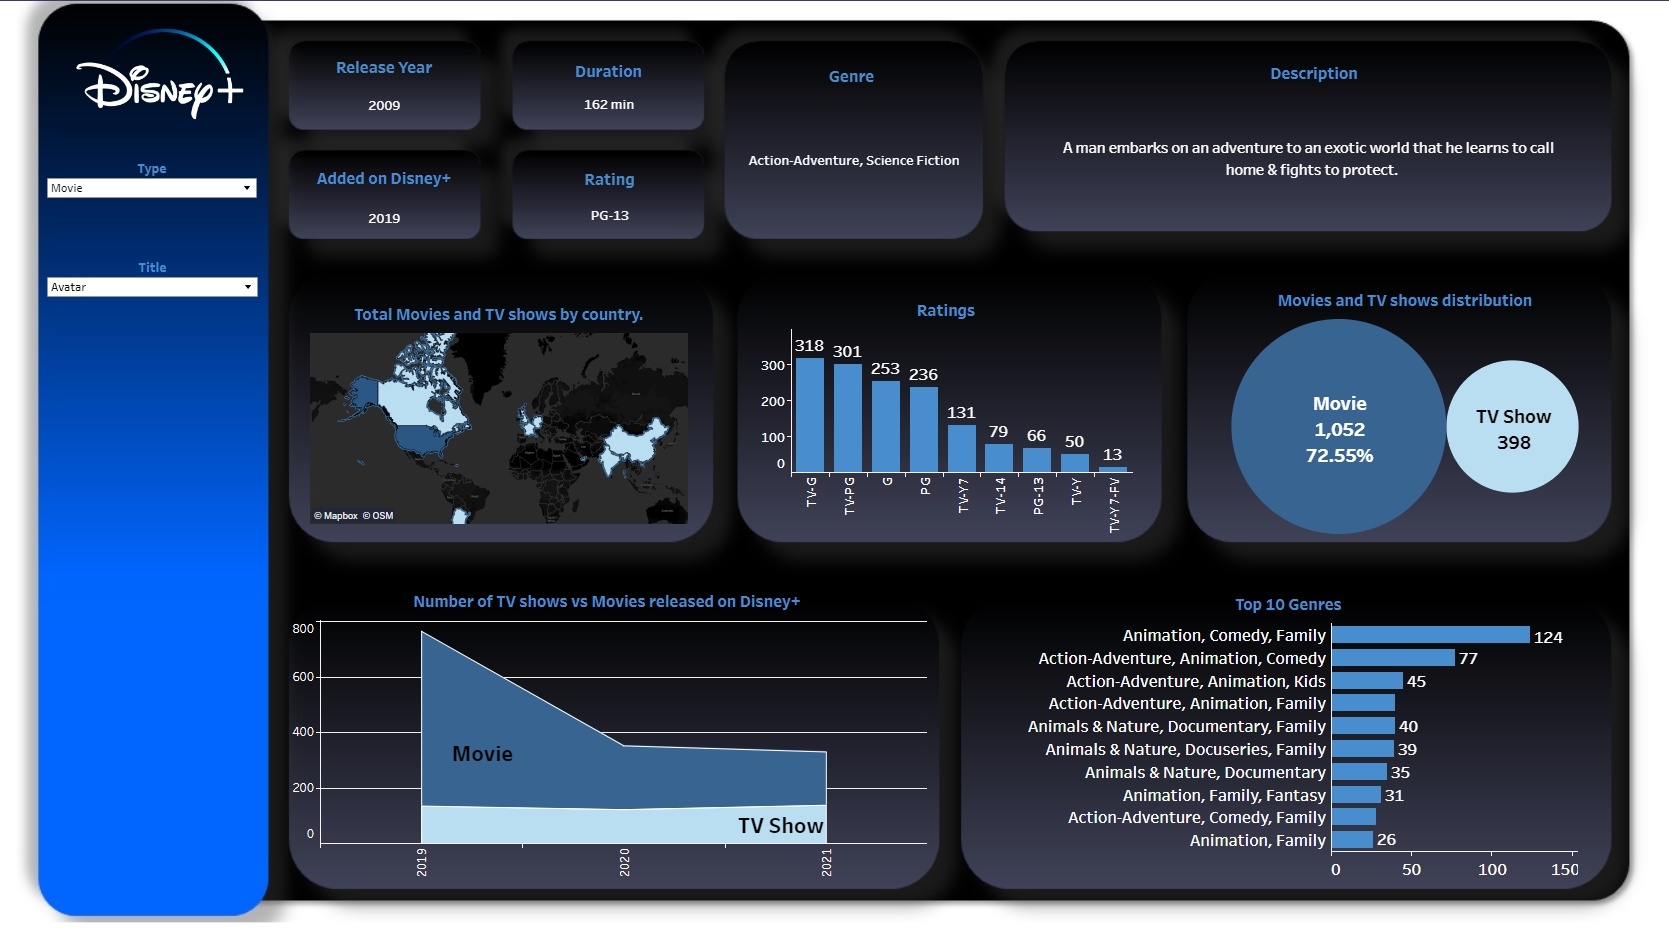 Disney+
Type
Movie
Title
Avatar
Release Year
2009
Duration
162 min
Added on Disney+
2019
Rating
PG-13
Genre
Action-Adventure, Science Fiction
Description
A man embarks on an adventure to an exotic world that he learns to call
home & fights to protect.
Total Movies and TV shows by country.
© Mapbox © OSM
Ratings
300
200
100
0
318
301
253
236
131
79
66
50
13
TV-G
TV-PG
G
PG
TV-Y7
TV-14
PG-13
TV-Y
TV-Y7-FV
Movies and TV shows distribution
Movie
1,052
72.55%
TV Show
398
Number of TV shows vs Movies released on Disney+
800
600
400
200
0
Movie
TV Show
2019
2020
2021
Top 10 Genres
Animation, Comedy, Family 124
Action-Adventure, Animation, Comedy 77
Action-Adventure, Animation, Kids 45
Action-Adventure, Animation, Family
Animals & Nature, Documentary, Family 40
Animals & Nature, Docuseries, Family 39
Animals & Nature, Documentary 35
Animation, Family, Fantasy 31
Action-Adventure, Comedy, Family
Animation, Family 26
0 50 100 150